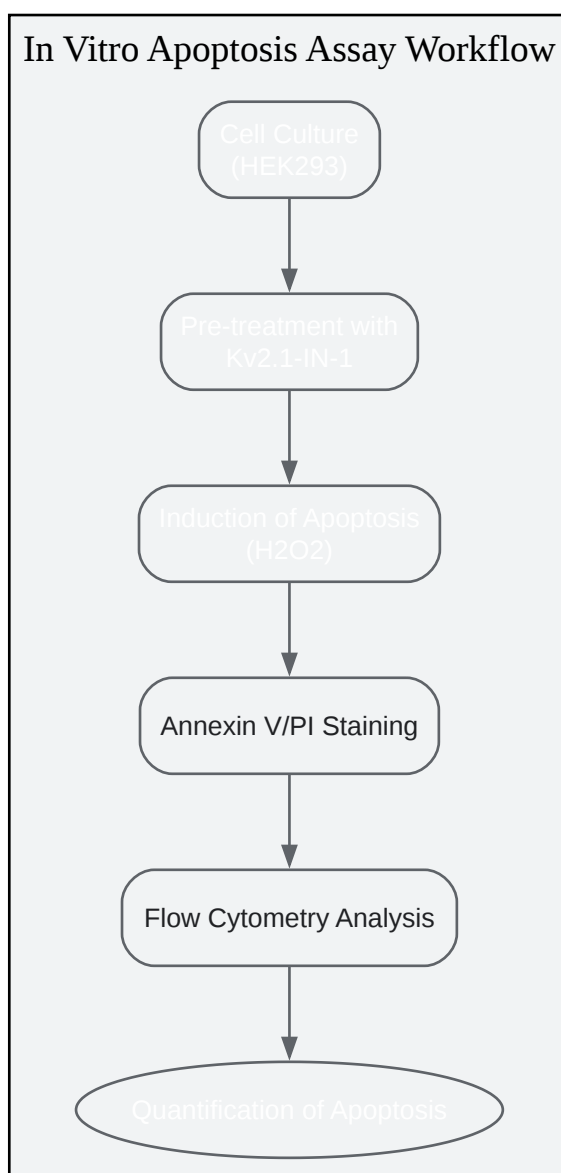 In Vitro Apoptosis Assay Workflow
Cell Culture
(HEK293)
Pre-treatment with
Kv2.1-IN-1
Induction of Apoptosis
(H2O2)
Annexin V/PI Staining
Flow Cytometry Analysis
Quantification of Apoptosis